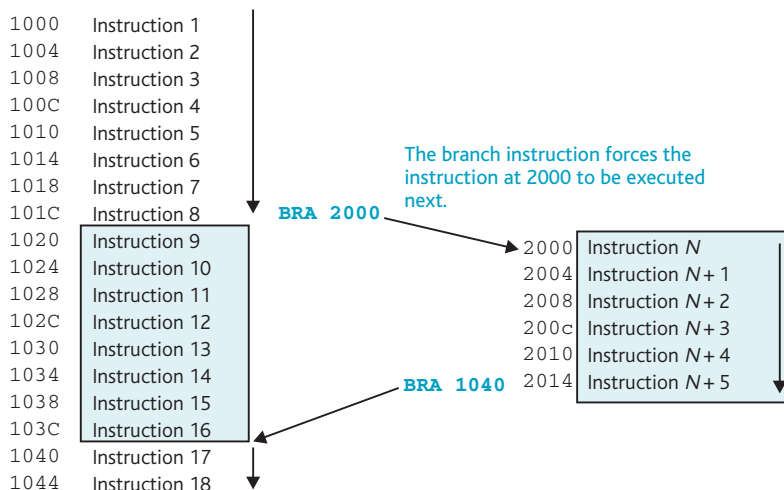 1000 Instruction 1
1004 Instruction 2
1008 Instruction 3
100C Instruction 4
1010 Instruction 5
1014 Instruction 6
1018 Instruction 7
101C Instruction 8
BRA 2000
1020 Instruction 9
1024 Instruction 10
1028 Instruction 11
102C Instruction 12
1030 Instruction 13
1034 Instruction 14
1038 Instruction 15
103C Instruction 16
1040 Instruction 17
1044 Instruction 18
The branch instruction forces the
instruction at 2000 to be executed
next.
2000 Instruction N
2004 Instruction N + 1
2008 Instruction N + 2
200c Instruction N + 3
2010 Instruction N + 4
BRA 1040
2014 Instruction N + 5